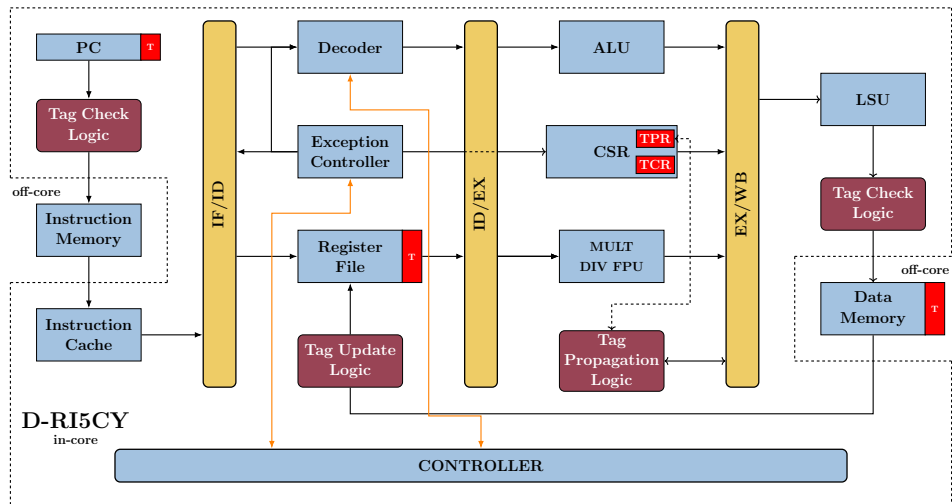 PC
T
Tag Check
Logic
off-core
Instruction
Memory
Instruction
Cache
D-RI5CY
in-core
IF/ID
Decoder
Exception
Controller
Register
File
T
Tag Update
Logic
ID/EX
ALU
CSR
TPR
TCR
MULT
DIV FPU
Tag
Propagation
Logic
EX/WB
LSU
Tag Check
Logic
off-core
Data
Memory
T
CONTROLLER